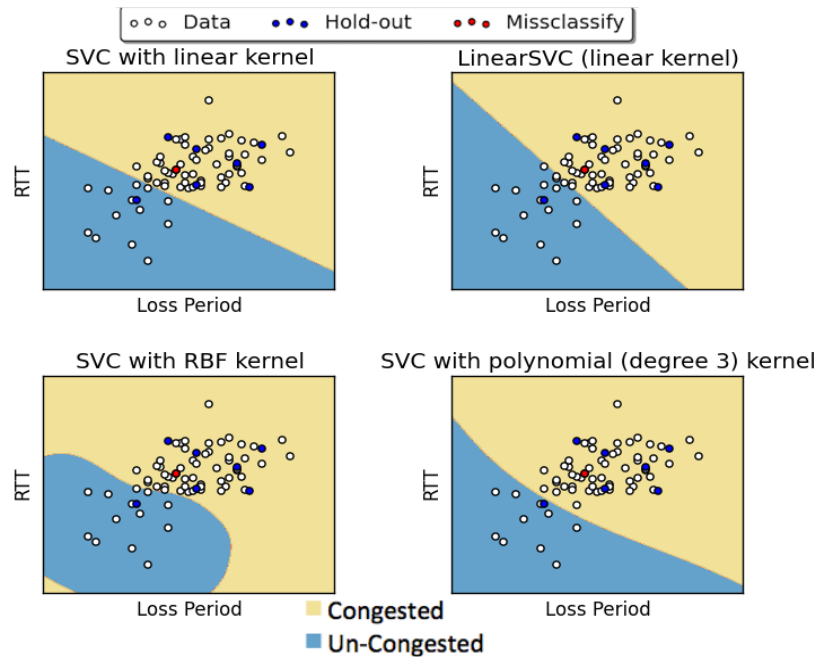 Data Hold-out Missclassify
SVC with linear kernel
LinearSVC (linear kernel)
RTT
RTT
Loss Period
Loss Period
SVC with RBF kernel
SVC with polynomial (degree 3) kernel
RTT
RTT
Loss Period
Loss Period
Congested
Un-Congested